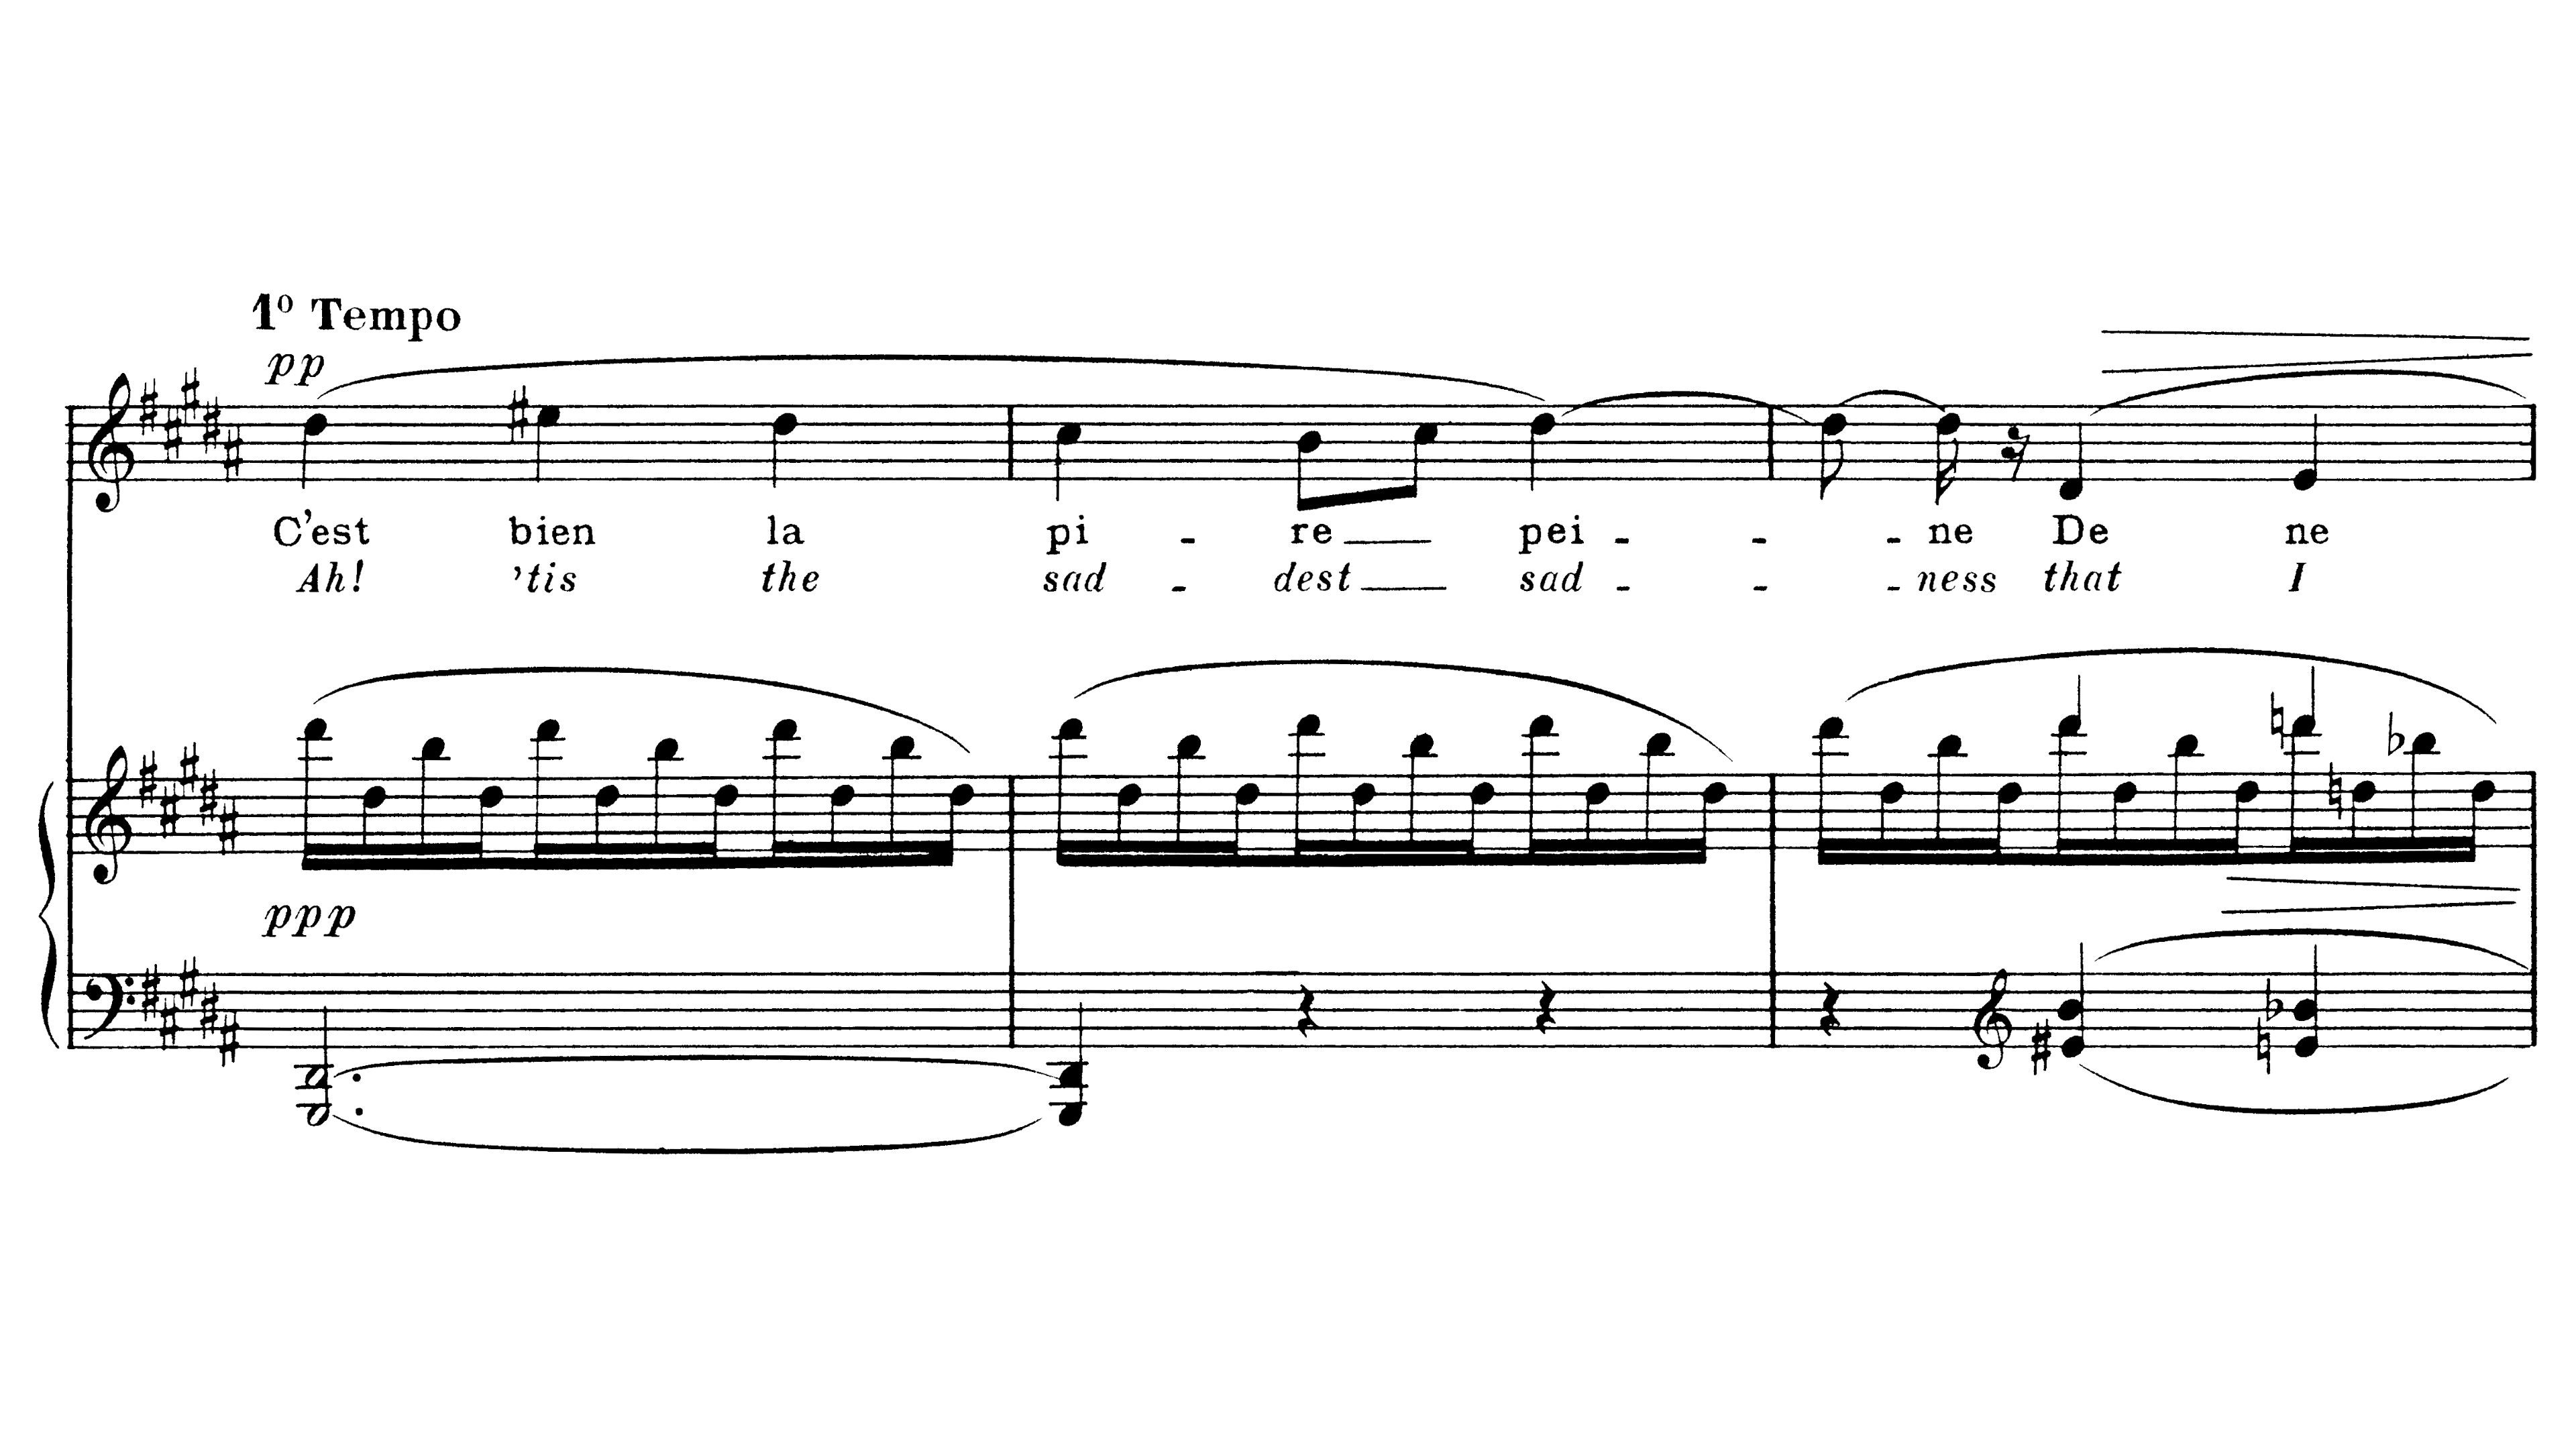 1º Tempo
pp
C'est bien la pi - re pei - - - ne De ne
Ah! 'tis the sad - dest sad - - - ness that I
ppp